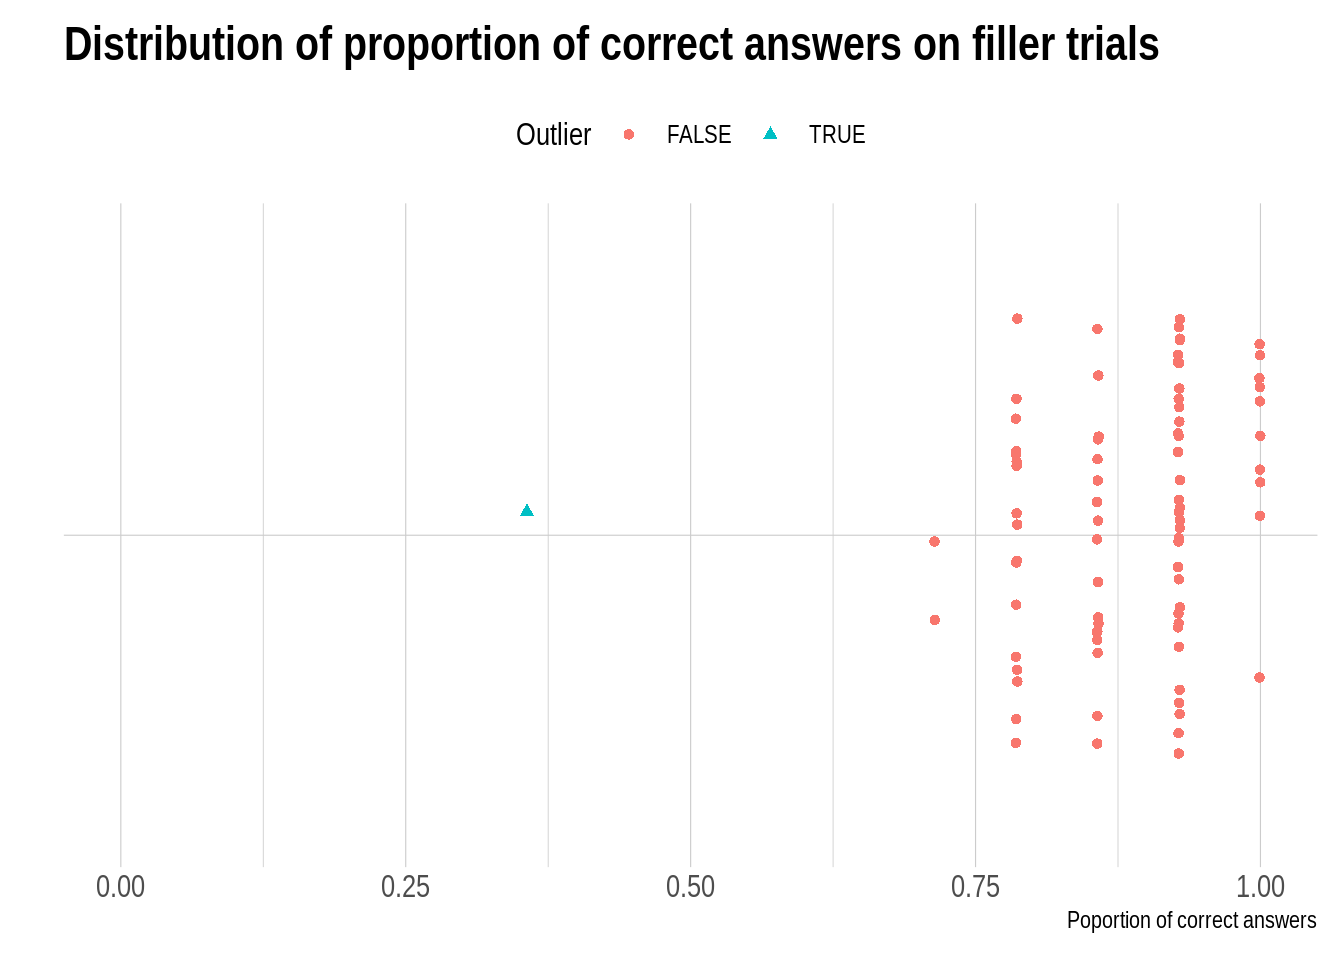 Distribution of proportion of correct answers on filler trials
Outlier FALSE TRUE
0.00 0.25 0.50 0.75 1.00
Poportion of correct answers